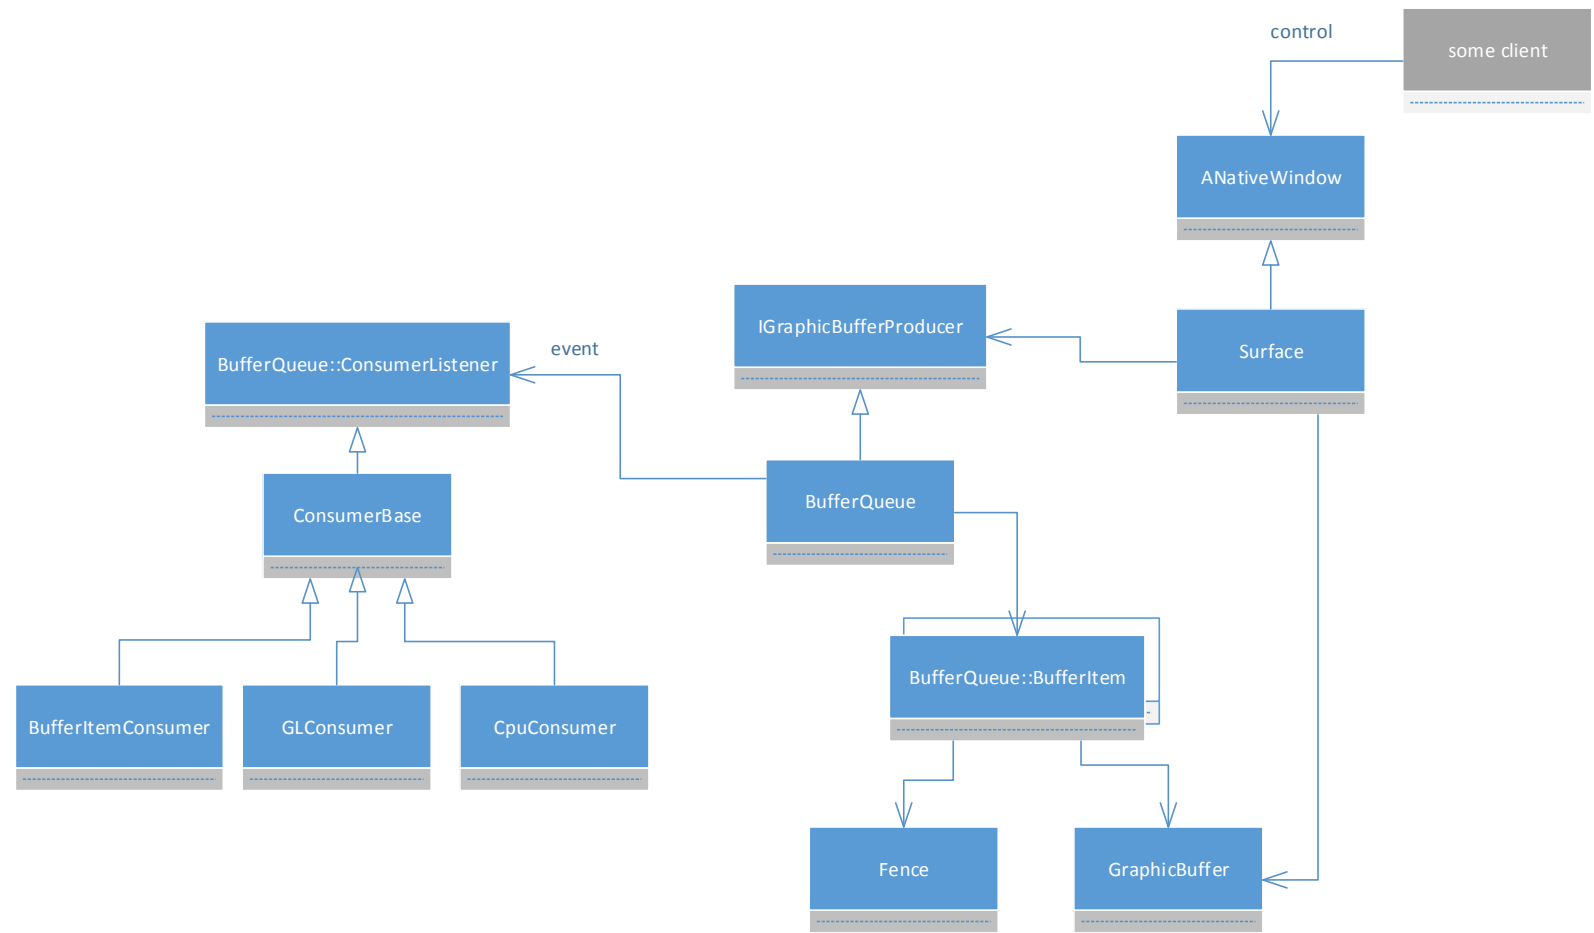 control
some client
ANativeWindow
IGraphicBufferProducer
BufferQueue::ConsumerListener
event
Surface
BufferQueue
ConsumerBase
BufferQueue::BufferItem
BufferItemConsumer
GLConsumer
CpuConsumer
Fence
GraphicBuffer